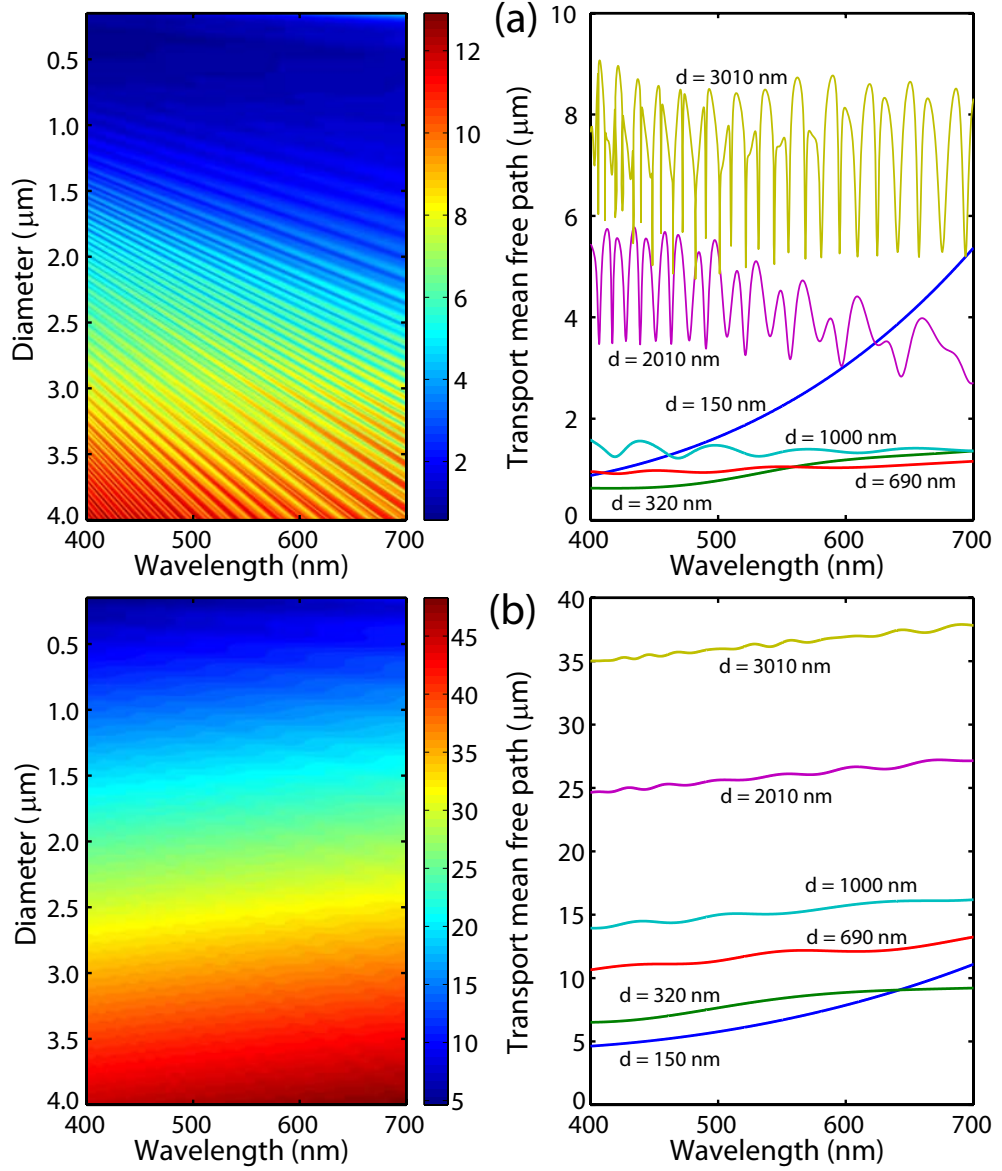 (a)
Diameter (μm)
0.5
1.0
1.5
2.0
2.5
3.0
3.5
4.0
400
500
600
700
Wavelength (nm)
12
10
8
6
4
2
Transport mean free path (μm)
10
8
6
4
2
0
d = 3010 nm
d = 2010 nm
d = 150 nm
d = 1000 nm
d = 690 nm
d = 320 nm
400
500
600
700
Wavelength (nm)
(b)
Diameter (μm)
0.5
1.0
1.5
2.0
2.5
3.0
3.5
4.0
400
500
600
700
Wavelength (nm)
45
40
35
30
25
20
15
10
5
Transport mean free path (μm)
40
35
30
25
20
15
10
5
0
d = 3010 nm
d = 2010 nm
d = 1000 nm
d = 690 nm
d = 320 nm
d = 150 nm
400
500
600
700
Wavelength (nm)